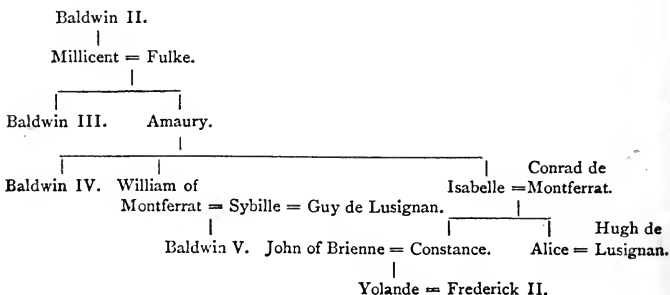 Baldwin II.
Millicent = Fulke.
Baldwin III. Amaury.
Conrad de
Baldwin IV. William of Isabelle = Montferrat.
Montferrat = Sybille = Guy de Lusignan.
Hugh de
Baldwin V. John of Brienne = Constance. Alice = Lusignan.
Yolande = Frederick II.